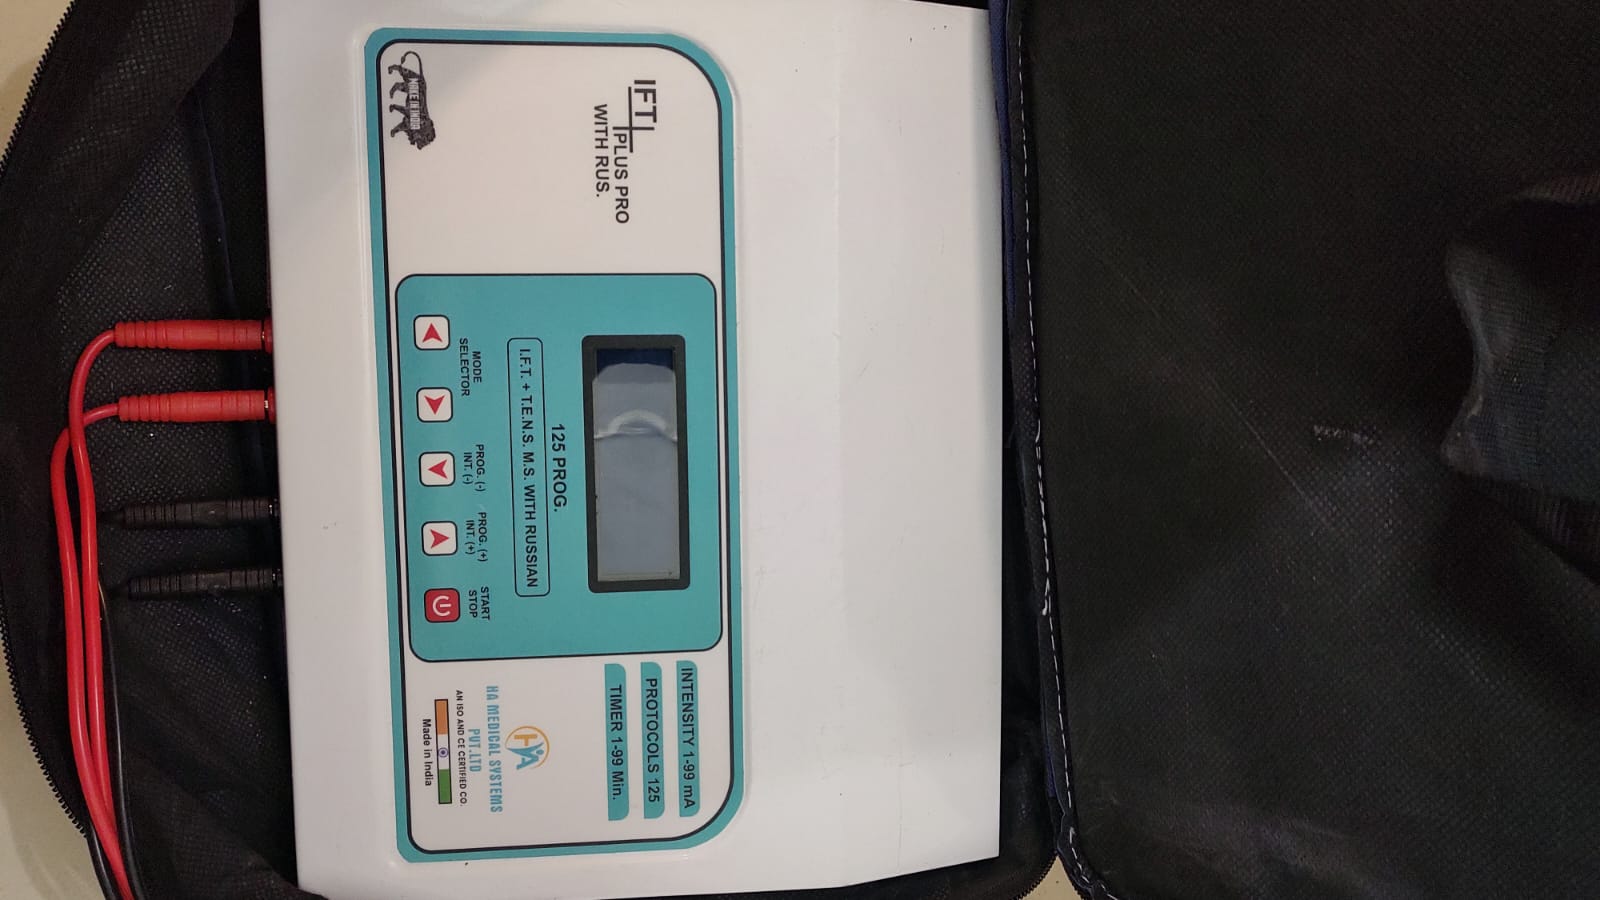 IFT
PLUS PRO
WITH RUS.
MAKE IN INDIA
125 PROG.
I.F.T. + T.E.N.S. M.S. WITH RUSSIAN
MODE
SELECTOR
PROG. (-)
INT. (-)
PROG. (+)
INT. (+)
START
STOP
INTENSITY 1-99 mA
PROTOCOLS 125
TIMER 1-99 Min.
HA
HA MEDICAL SYSTEMS
PVT.LTD
AN ISO AND CE CERTIFIED CO.
Made in India